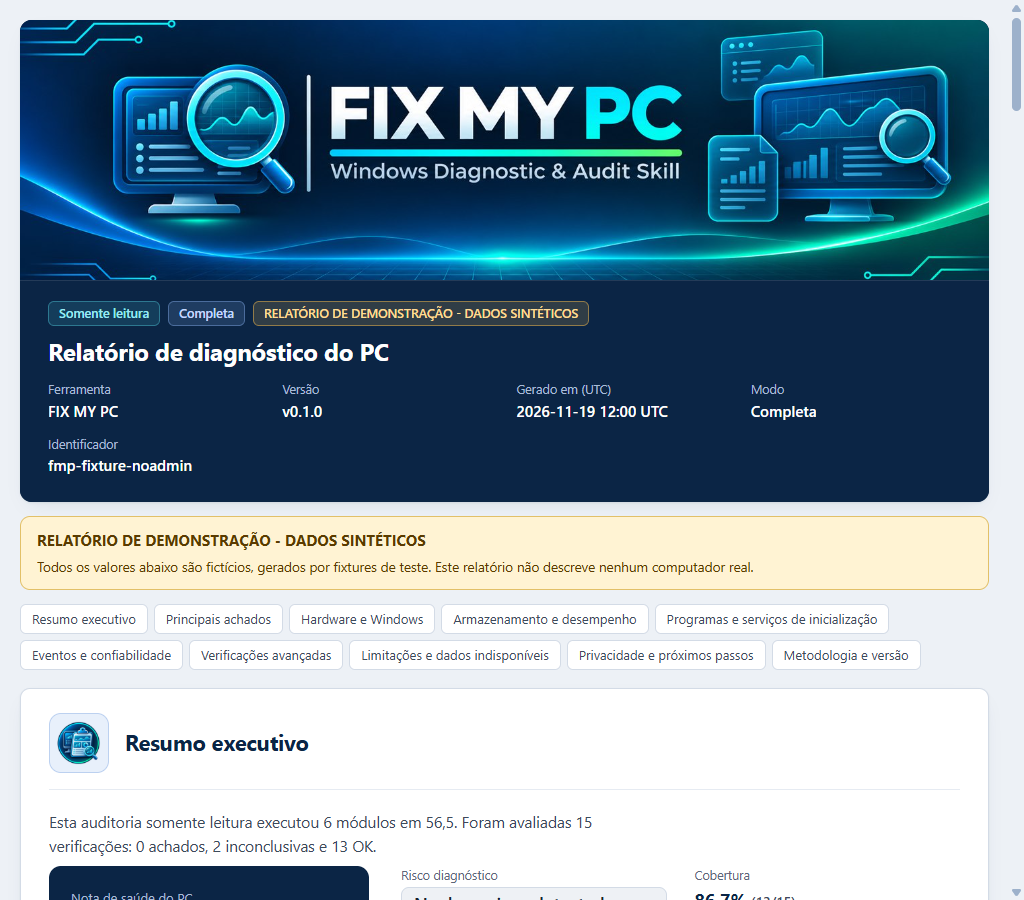 FIX MY PC
Windows Diagnostic & Audit Skill
Somente leitura
Completa
RELATÓRIO DE DEMONSTRAÇÃO - DADOS SINTÉTICOS
Relatório de diagnóstico do PC
Ferramenta
FIX MY PC
Versão
v0.1.0
Gerado em (UTC)
2026-11-19 12:00 UTC
Modo
Completa
Identificador
fmp-fixture-noadmin
RELATÓRIO DE DEMONSTRAÇÃO - DADOS SINTÉTICOS
Todos os valores abaixo são fictícios, gerados por fixtures de teste. Este relatório não descreve nenhum computador real.
Resumo executivo
Principais achados
Hardware e Windows
Armazenamento e desempenho
Programas e serviços de inicialização
Eventos e confiabilidade
Verificações avançadas
Limitações e dados indisponíveis
Privacidade e próximos passos
Metodologia e versão
Resumo executivo
Esta auditoria somente leitura executou 6 módulos em 56,5. Foram avaliadas 15
verificações: 0 achados, 2 inconclusivas e 13 OK.
Nota de saúde do PC
Risco diagnóstico
Cobertura
86,7% (13/15)